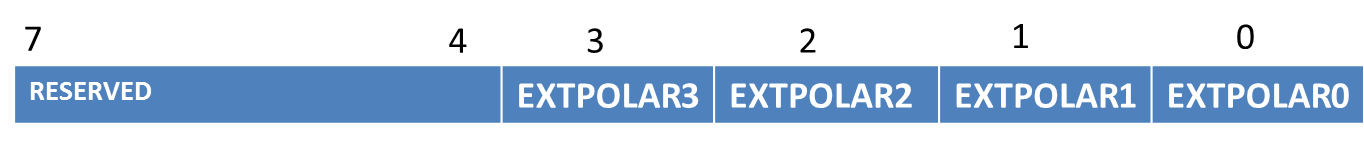 7 4 3 2 1 0
RESERVED EXTPOLAR3 EXTPOLAR2 EXTPOLAR1 EXTPOLAR0